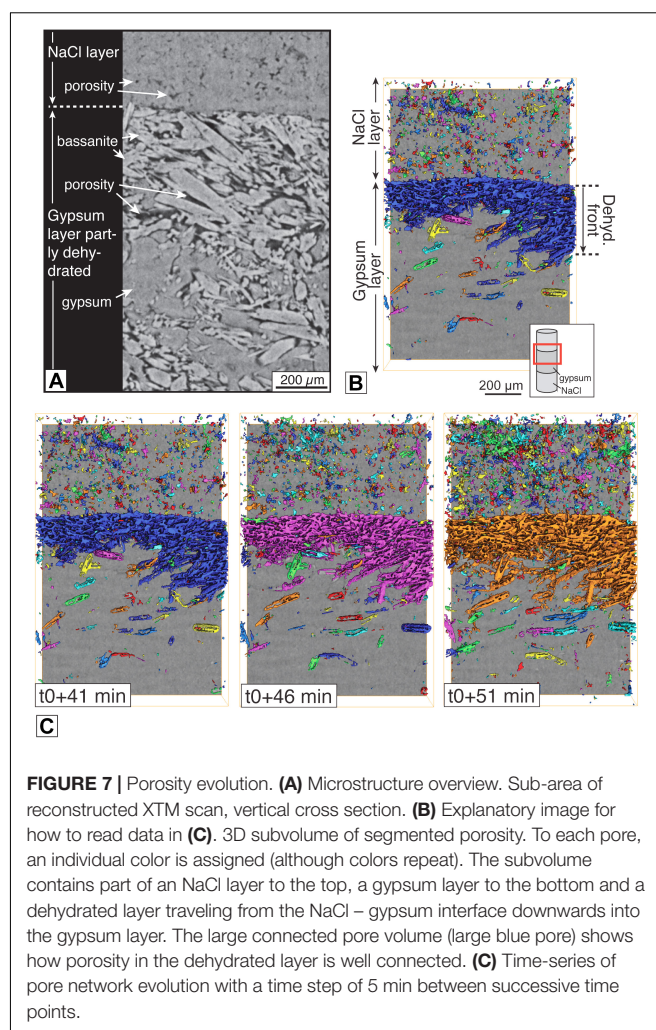 NaCl layer
porosity
bassanite
porosity
Gypsum
layer part-
ly dehy-
drated
gypsum
A
200 µm
NaCl
layer
Gypsum
layer
Dehyd.
front
B
200 µm
gypsum
NaCl
t0+41 min
t0+46 min
t0+51 min
C
FIGURE 7 | Porosity evolution. (A) Microstructure overview. Sub-area of
reconstructed XTM scan, vertical cross section. (B) Explanatory image for
how to read data in (C). 3D subvolume of segmented porosity. To each pore,
an individual color is assigned (although colors repeat). The subvolume
contains part of an NaCl layer to the top, a gypsum layer to the bottom and a
dehydrated layer traveling from the NaCl – gypsum interface downwards into
the gypsum layer. The large connected pore volume (large blue pore) shows
how porosity in the dehydrated layer is well connected. (C) Time-series of
pore network evolution with a time step of 5 min between successive time
points.